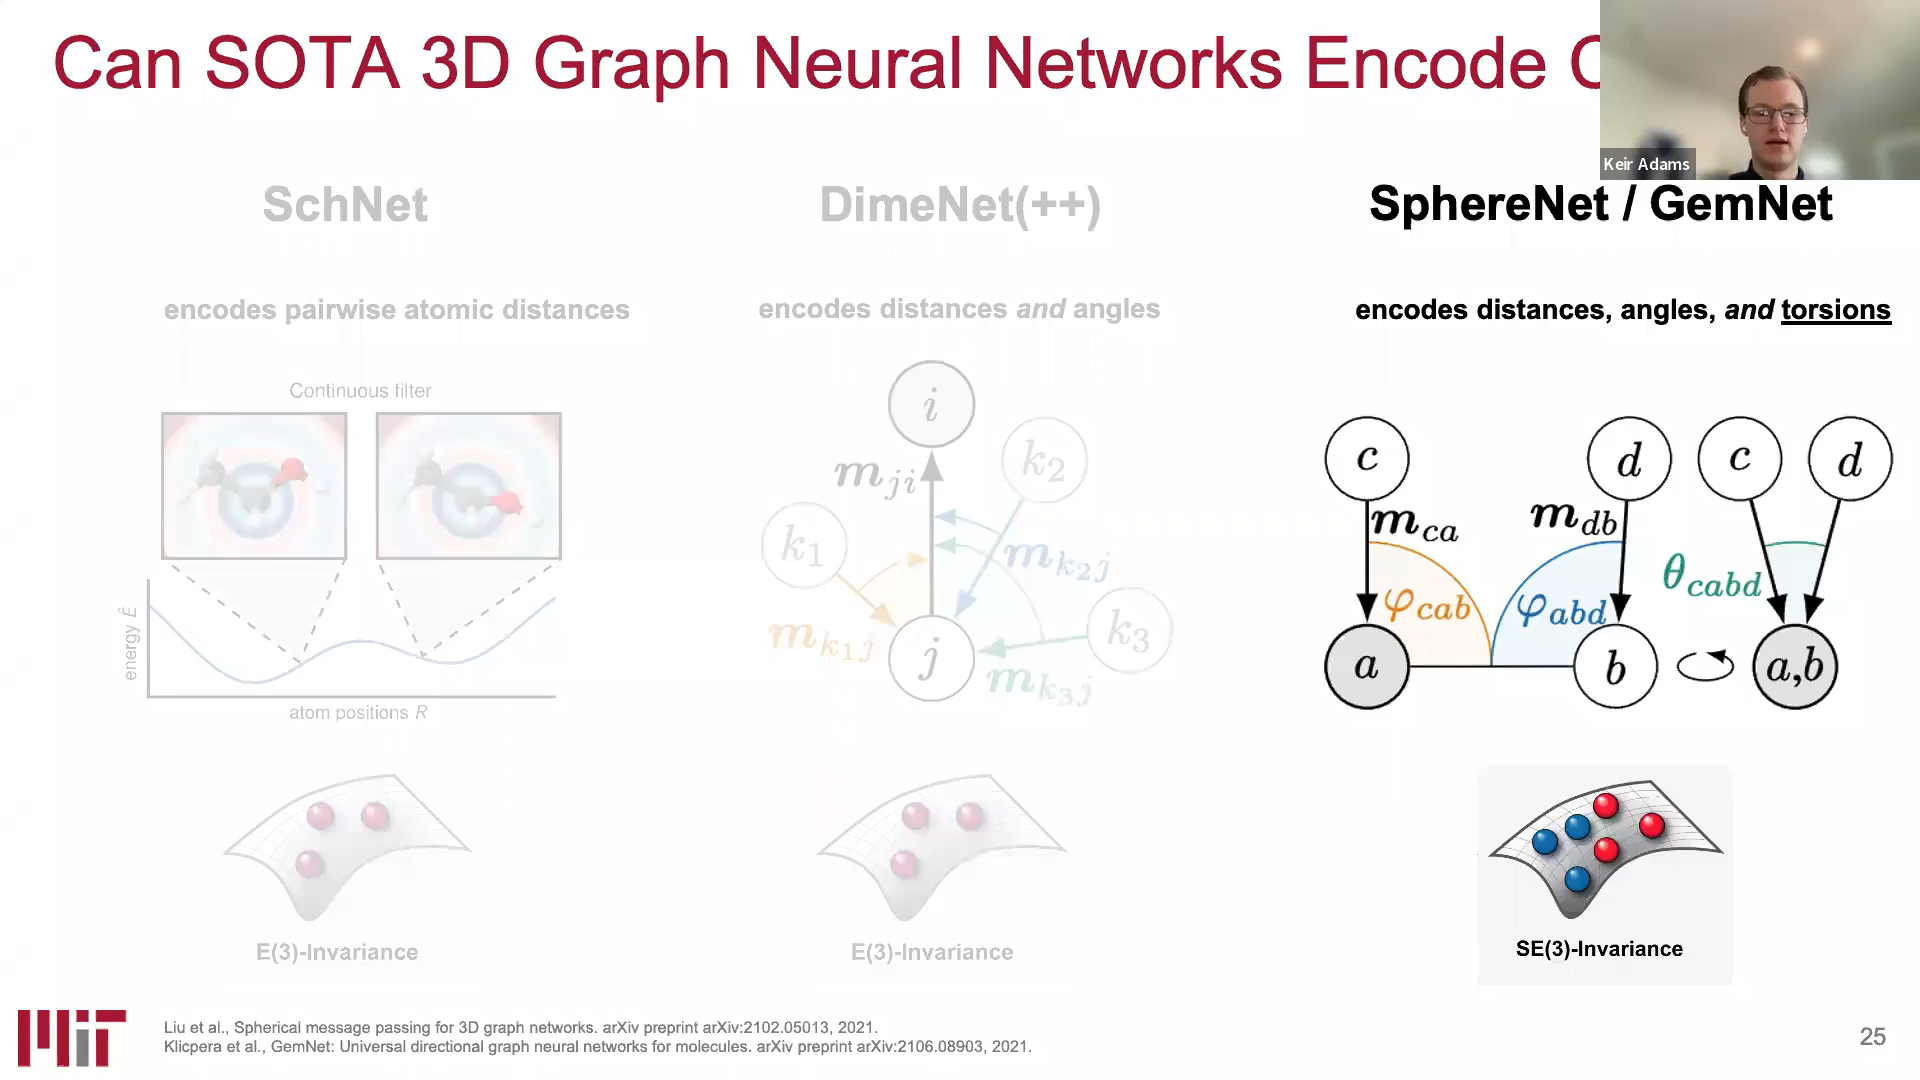 Can SOTA 3D Graph Neural Networks Encode C
Keir Adams
SchNet
DimeNet(++)
SphereNet / GemNet
encodes pairwise atomic distances
encodes distances and angles
encodes distances, angles, and torsions
Continuous filter
energy Ê
atom positions R
i
k2
mji
k1
mk2j
mk1j
j
k3
mk3j
c
d
c
d
mca
mdb
θcabd
φcab
φabd
a
b
a,b
E(3)-Invariance
E(3)-Invariance
SE(3)-Invariance
MIT
Liu et al., Spherical message passing for 3D graph networks. arXiv preprint arXiv:2102.05013, 2021.
Klicpera et al., GemNet: Universal directional graph neural networks for molecules. arXiv preprint arXiv:2106.08903, 2021.
25